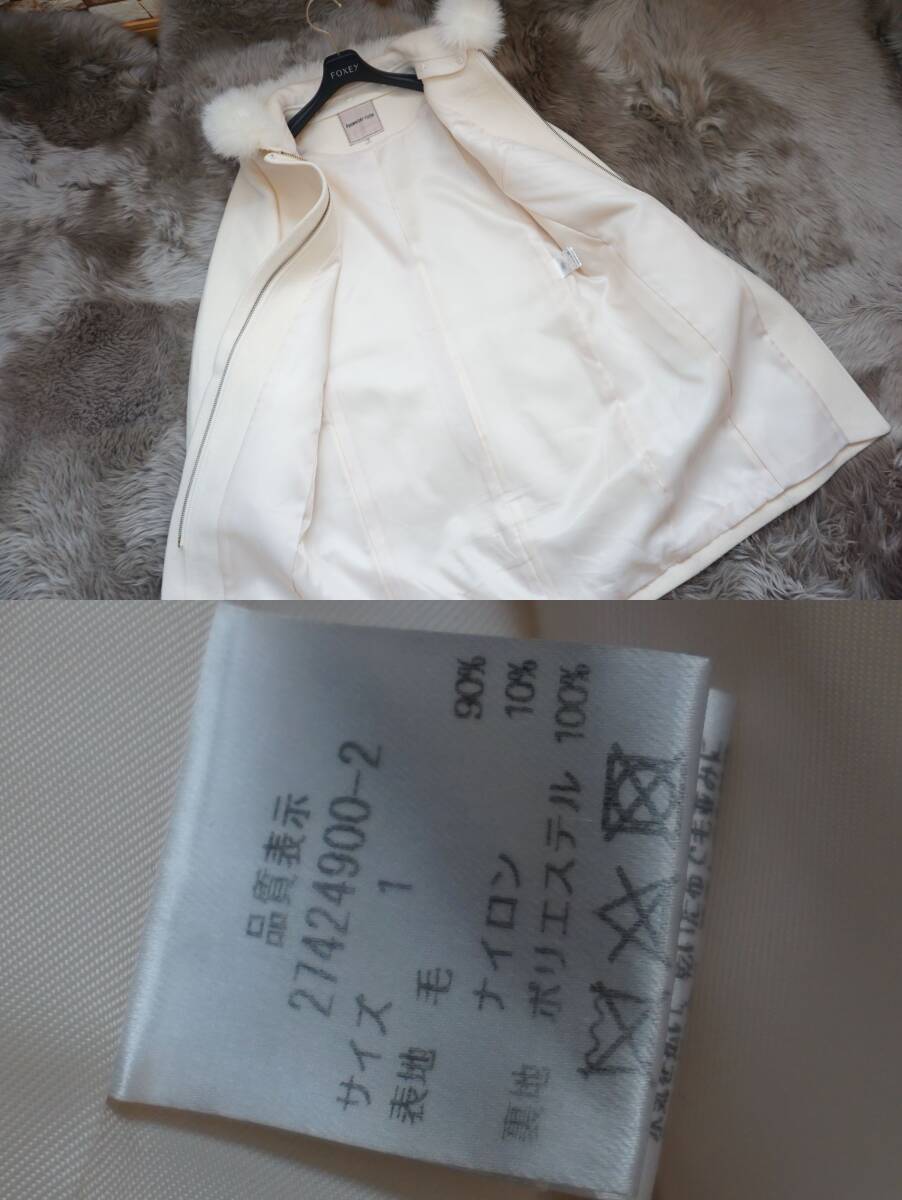 FOXEY
品質表示
27424900-2
サイズ 1
表地 毛 90%
ナイロン 10%
裏地 ポリエステル 100%